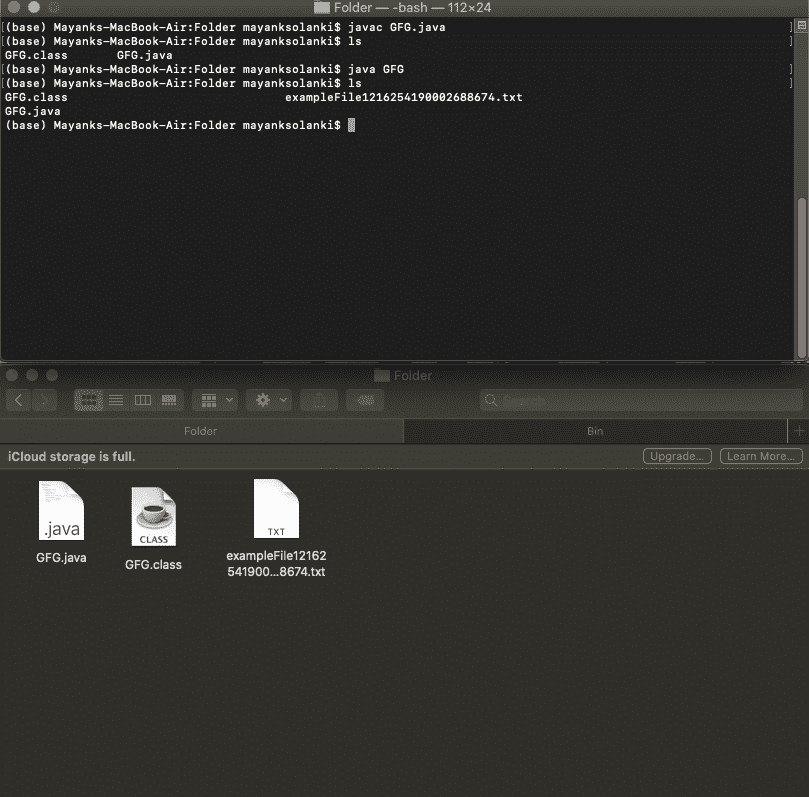 Folder — -bash — 112×24
(base) Mayanks-MacBook-Air:Folder mayanksolanki$ javac GFG.java
(base) Mayanks-MacBook-Air:Folder mayanksolanki$ ls
GFG.class GFG.java
(base) Mayanks-MacBook-Air:Folder mayanksolanki$ java GFG
(base) Mayanks-MacBook-Air:Folder mayanksolanki$ ls
GFG.class exampleFile1216254190002688674.txt
GFG.java
(base) Mayanks-MacBook-Air:Folder mayanksolanki$
Folder
Search
Folder Bin
iCloud storage is full. Upgrade... Learn More...
.java
CLASS
TXT
GFG.java
GFG.class
exampleFile12162
541900...8674.txt